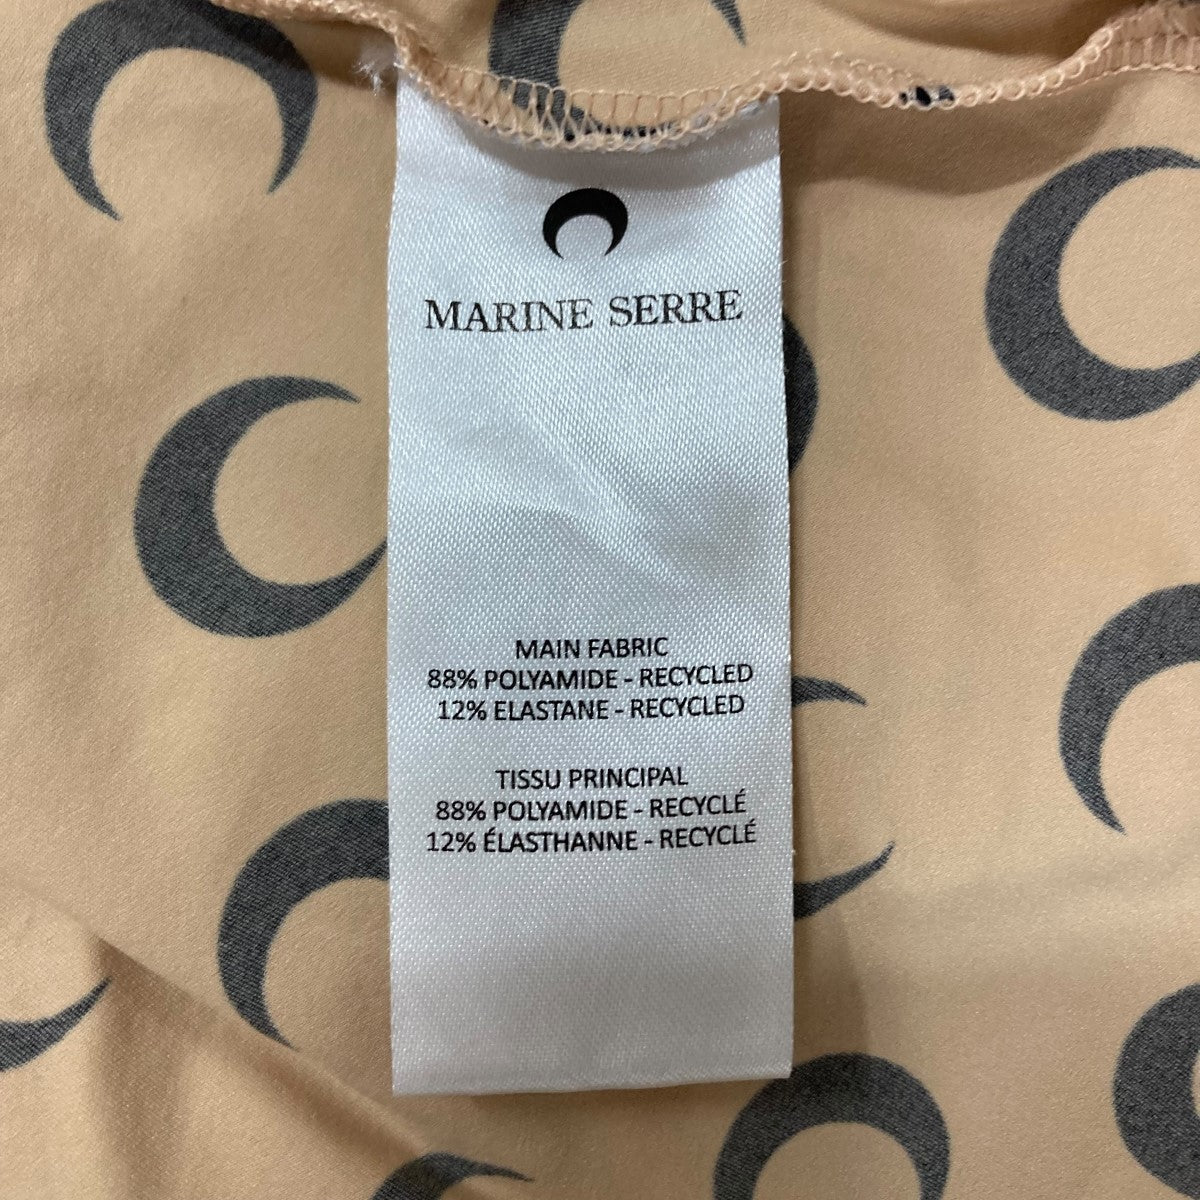 MARINE SERRE
MAIN FABRIC
88% POLYAMIDE - RECYCLED
12% ELASTANE - RECYCLED
TISSU PRINCIPAL
88% POLYAMIDE - RECYCLÉ
12% ÉLASTHANNE - RECYCLÉ